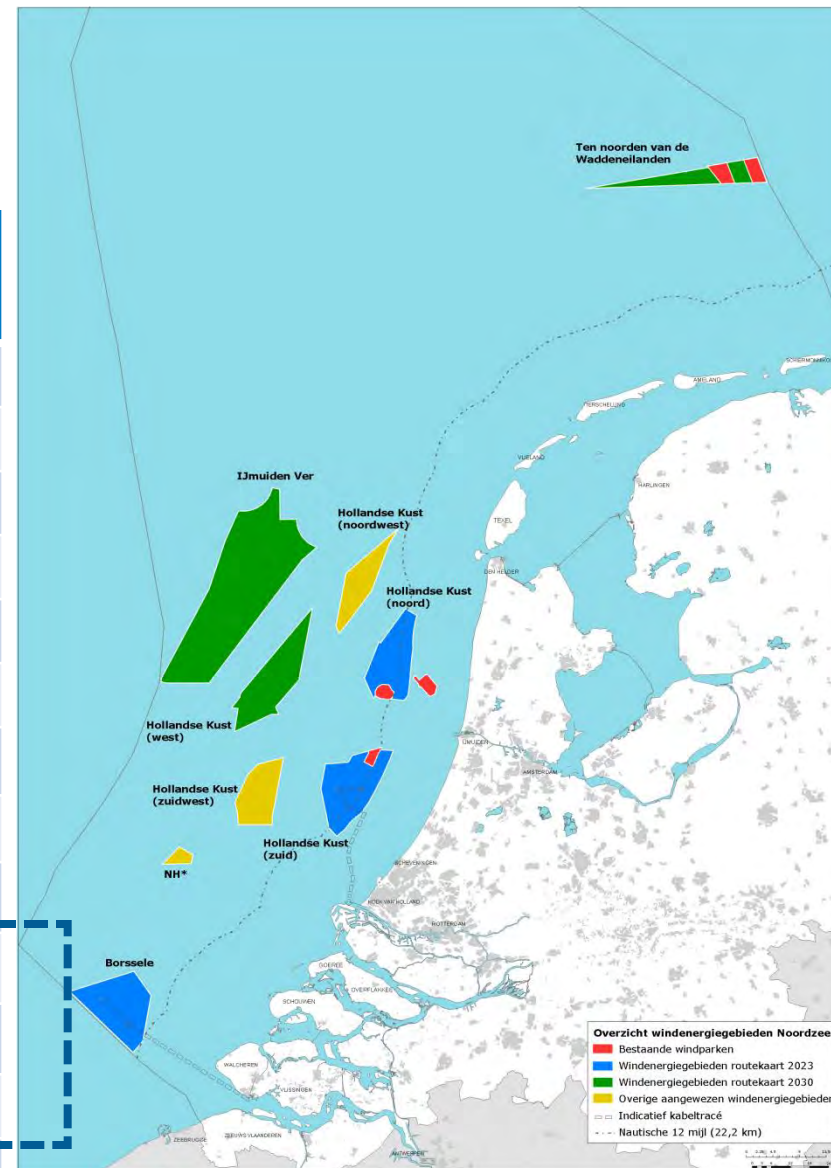 Ten noorden van de
Waddeneilanden
SCHIERMONNIKOO
AMELAND
TERSCHELLING
VLIELAND
HARLINGEN
TEXEL
DEN HELDER
IJmuiden Ver
Hollandse Kust
(noordwest)
Hollandse Kust
(noord)
Hollandse Kust
(west)
IJMUIDEN
AMSTERDAM
Hollandse Kust
(zuidwest)
Hollandse Kust
(zuid)
NH*
SCHEVENINGEN
HOEK VAN HOLLAND
ROTTERDAM
Borssele
GOEREE
OVERFLAKKEE
SCHOUWEN
WALCHEREN
VLISSINGEN
ZEEBRUGGE
ZEEUWS VLAANDEREN
ANTWERPEN
Overzicht windenergiegebieden Noordzee
Bestaande windparken
Windenergiegebieden routekaart 2023
Windenergiegebieden routekaart 2030
Overige aangewezen windenergiegebieden
Indicatief kabeltracé
Nautische 12 mijl (22,2 km)